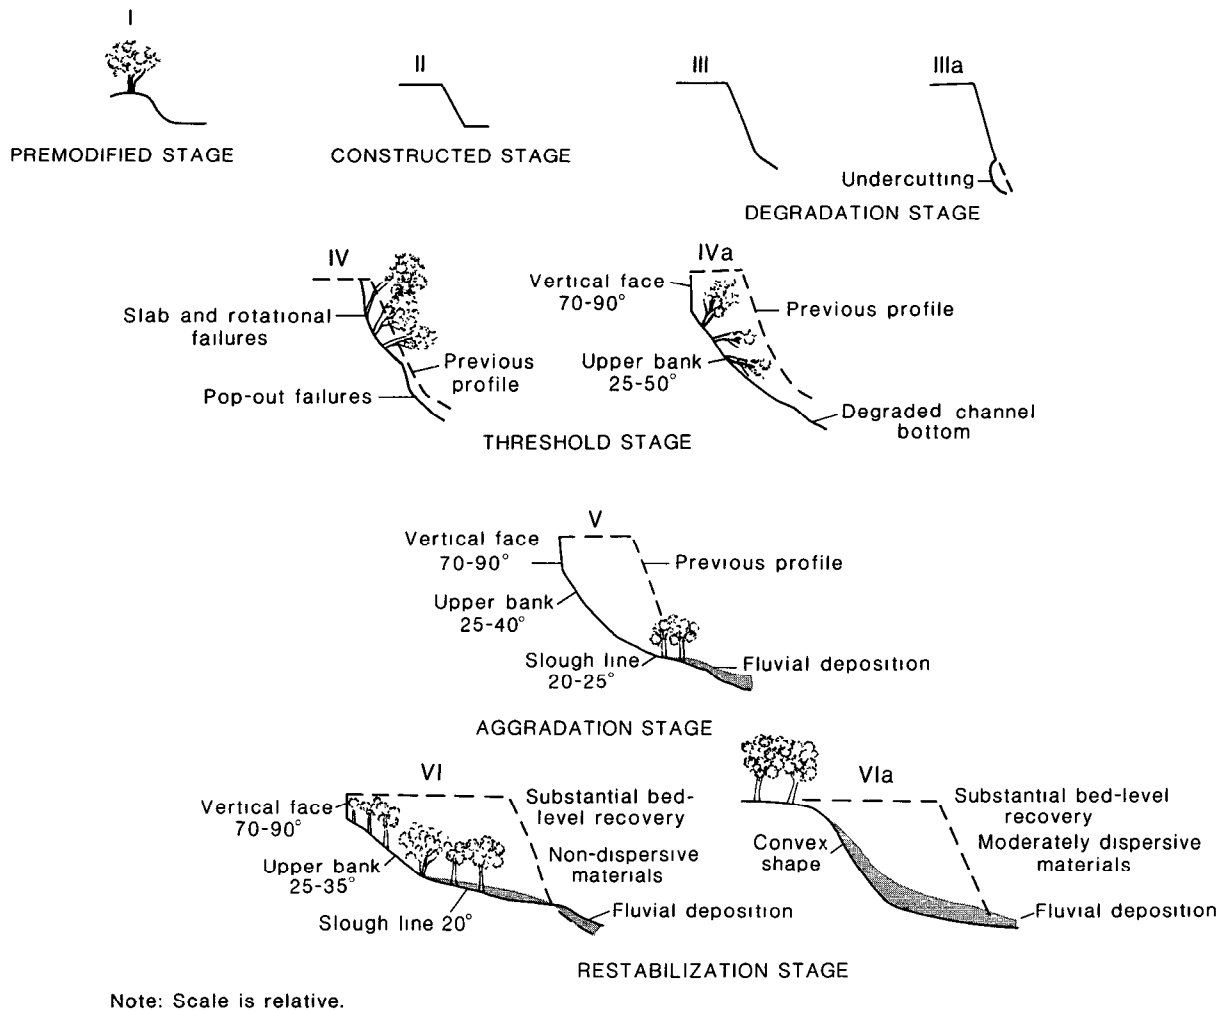 I
PREMODIFIED STAGE
II
CONSTRUCTED STAGE
III
IIIa
Undercutting
DEGRADATION STAGE
IV
Slab and rotational
failures
Previous
profile
Pop-out failures
IVa
Vertical face
70-90°
Previous profile
Upper bank
25-50°
Degraded channel
bottom
THRESHOLD STAGE
V
Vertical face
70-90°
Previous profile
Upper bank
25-40°
Slough line
20-25°
Fluvial deposition
AGGRADATION STAGE
VI
Vertical face
70-90°
Substantial bed-
level recovery
Upper bank
25-35°
Non-dispersive
materials
Slough line 20°
Fluvial deposition
VIa
Substantial bed-level
recovery
Convex
shape
Moderately dispersive
materials
Fluvial deposition
RESTABILIZATION STAGE
Note: Scale is relative.